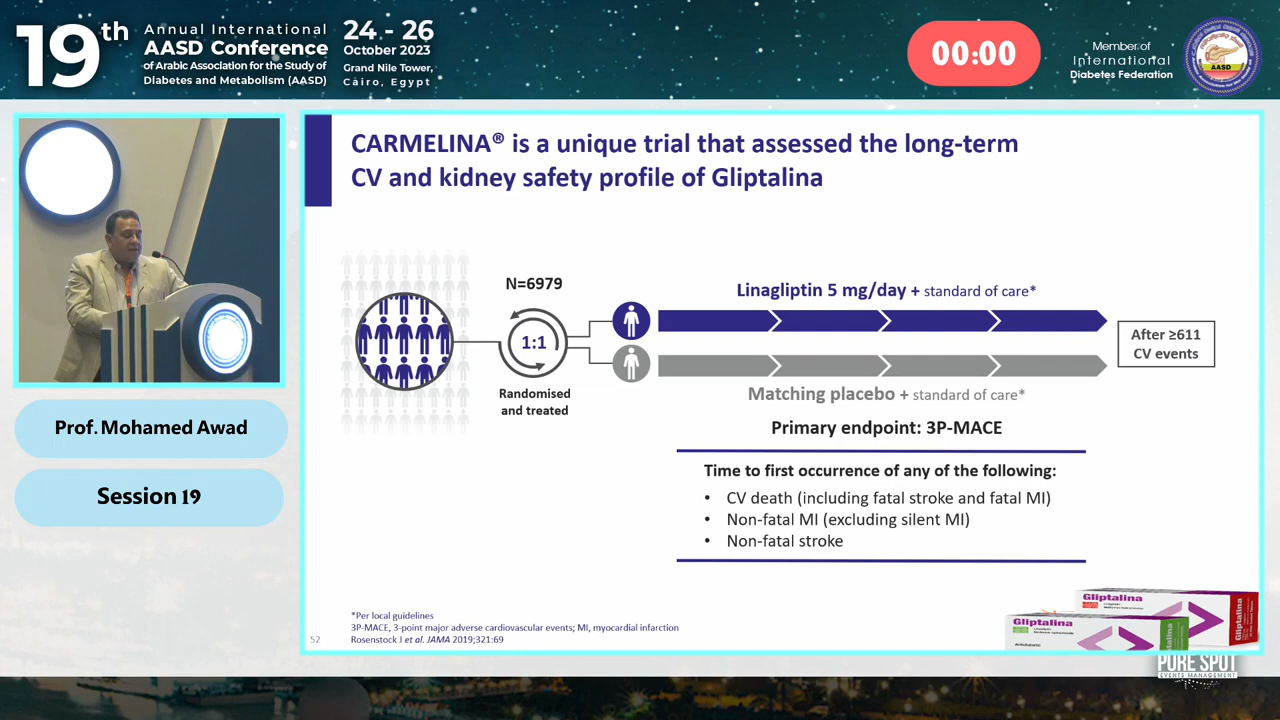 19th
Annual International
AASD Conference
of Arabic Association for the Study of
Diabetes and Metabolism (AASD)
24 - 26
October 2023
Grand Nile Tower,
Cairo, Egypt
00:00
Member of
International
Diabetes Federation
AASD
CARMELINA® is a unique trial that assessed the long-term
CV and kidney safety profile of Gliptalina
N=6979
1:1
Randomised
and treated
Linagliptin 5 mg/day + standard of care*
After ≥611
CV events
Matching placebo + standard of care*
Primary endpoint: 3P-MACE
Time to first occurrence of any of the following:
• CV death (including fatal stroke and fatal MI)
• Non-fatal MI (excluding silent MI)
• Non-fatal stroke
*Per local guidelines
3P-MACE, 3-point major adverse cardiovascular events; MI, myocardial infarction
Rosenstock J et al. JAMA 2019;321:69
52
Gliptalina
Gliptalina
Gliptalina
Prof. Mohamed Awad
Session 19
PURE SPOT
EVENTS MANAGEMENT